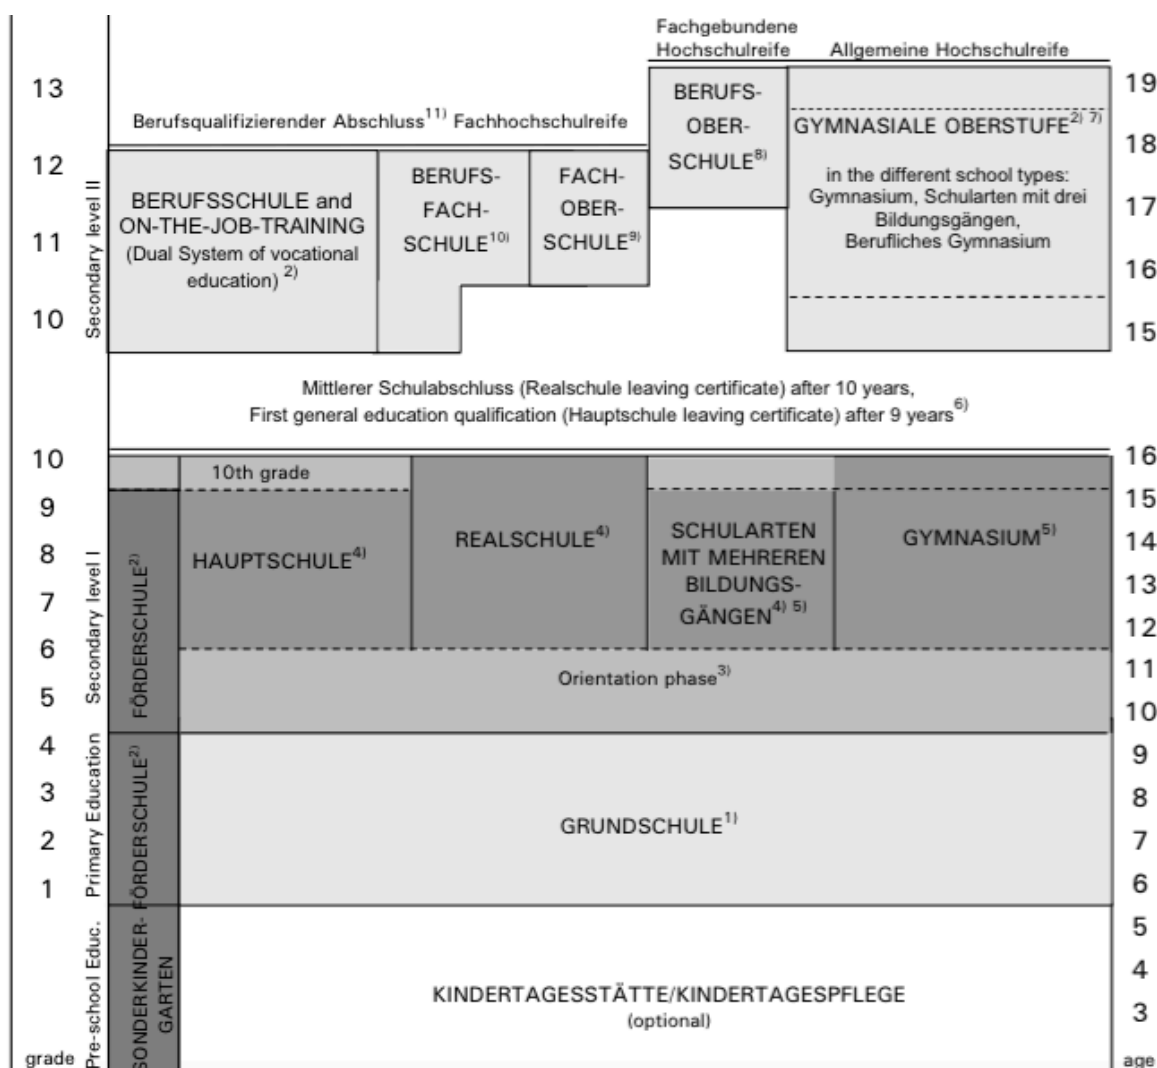 Fachgebundene
Hochschulreife
Allgemeine Hochschulreife
13
19
BERUFS-
OBER-
SCHULE8)
Berufsqualifizierender Abschluss11) Fachhochschulreife
GYMNASIALE OBERSTUFE2) 7)
18
in the different school types:
Gymnasium, Schularten mit drei
Bildungsgängen,
Berufliches Gymnasium
12
17
11
16
10
15
Secondary level II
BERUFSSCHULE and
ON-THE-JOB-TRAINING
(Dual System of vocational
education) 2)
BERUFS-
FACH-
SCHULE10)
FACH-
OBER-
SCHULE9)
Mittlerer Schulabschluss (Realschule leaving certificate) after 10 years,
First general education qualification (Hauptschule leaving certificate) after 9 years6)
10
16
10th grade
9
15
8
14
7
13
6
12
5
11
10
Secondary level I
FÖRDERSCHULE2)
HAUPTSCHULE4)
REALSCHULE4)
SCHULARTEN
MIT MEHREREN
BILDUNGS-
GÄNGEN4) 5)
GYMNASIUM5)
Orientation phase3)
4
9
3
8
2
7
1
6
Primary Education
FÖRDERSCHULE2)
GRUNDSCHULE1)
5
4
3
Pre-school Educ.
SONDERKINDER-
GARTEN
KINDERTAGESSTÄTTE/KINDERTAGESPFLEGE
(optional)
grade
age